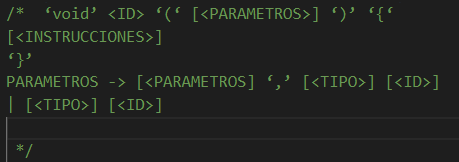 /*  ‘void’ <ID> ‘(‘ [<PARAMETROS>] ‘)’ ‘{‘
[<INSTRUCCIONES>]
‘}’
PARAMETROS -> [<PARAMETROS] ‘,’ [<TIPO>] [<ID>]
| [<TIPO>] [<ID>]
*/